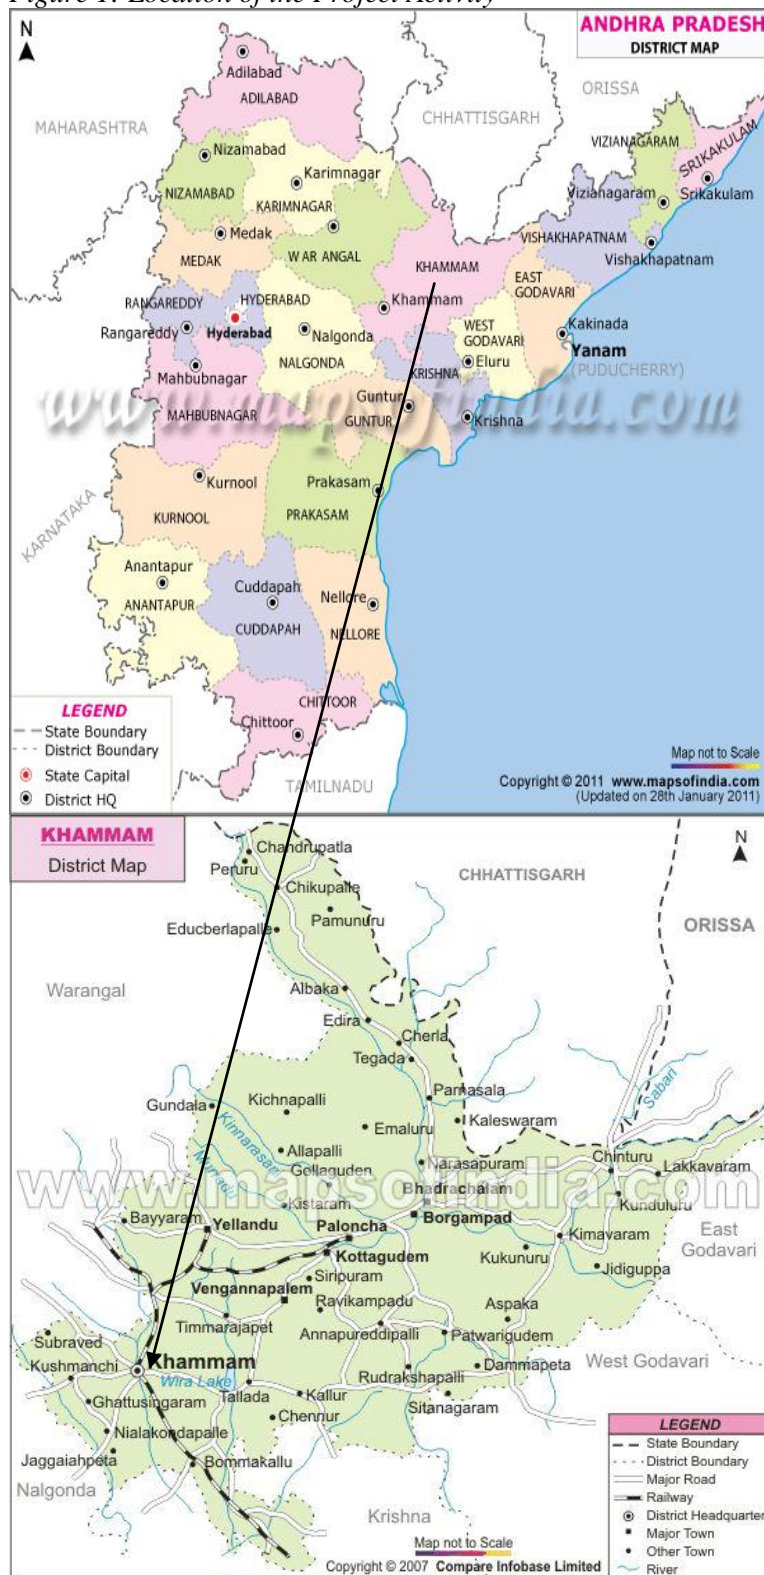 Figure 1: Location of the Project Activity
N
ANDHRA PRADESH
DISTRICT MAP
Adilabad
ADILABAD
ORISSA
CHHATTISGARH
MAHARASHTRA
VIZIANAGARAM
SRIKAKULAM
Nizamabad
Karimnagar
NIZAMABAD
KARIMNAGAR
Vizianagaram
Srikakulam
Medak
WARANGAL
VISHAKHAPATNAM
MEDAK
KHAMMAM
Vishakhapatnam
EAST
GODAVARI
RANGAREDDY
HYDERABAD
Khammam
Rangareddy
Hyderabad
Nalgonda
WEST
GODAVARI
Kakinada
Yanam
(PUDUCHERRY)
NALGONDA
Eluru
Mahbubnagar
KRISHNA
www.mapsofindia.com
Guntur
MAHBUBNAGAR
GUNTUR
Krishna
Kurnool
Prakasam
KARNATAKA
KURNOOL
PRAKASAM
Anantapur
Cuddapah
Nellore
ANANTAPUR
CUDDAPAH
NELLORE
CHITTOOR
Chittoor
TAMILNADU
LEGEND
State Boundary
District Boundary
State Capital
District HQ
Map not to Scale
Copyright © 2011 www.mapsofindia.com
(Updated on 28th January 2011)
KHAMMAM
District Map
N
Chandrupatla
Peruru
Chikupalle
CHHATTISGARH
Pamunuru
Educberlapalle
ORISSA
Warangal
Albaka
Edira
Cherla
Tegada
Parnasala
Sabari
Gundala
Kichnapalli
Kinnarasani
Emaluru
Kaleswaram
Allapalli
Murradu
Gollaguden
Narasapuram
Chinturu
Lakkavaram
www.mapsofindia.com
Bhadrachalam
Kistaram
Kunduluru
Bayyaram
Yellandu
Paloncha
Borgampad
East
Godavari
Kimavaram
Kottagudem
Kukunuru
Jidiguppa
Siripuram
Vengannapalem
Ravikampadu
Aspaka
Timmarajapet
Annapureddipalli
Patwarigudem
Subraved
Khammam
West Godavari
Kushmanchi
Wira Lake
Rudrakshapalli
Dammapeta
Ghattusingaram
Tallada
Kallur
Sitanagaram
Chennur
Nialakondapalle
Jaggaiahpeta
Bommakallu
Nalgonda
Krishna
LEGEND
State Boundary
District Boundary
Major Road
Railway
District Headquarter
Major Town
Other Town
River
Map not to Scale
Copyright © 2007 Compare Infobase Limited